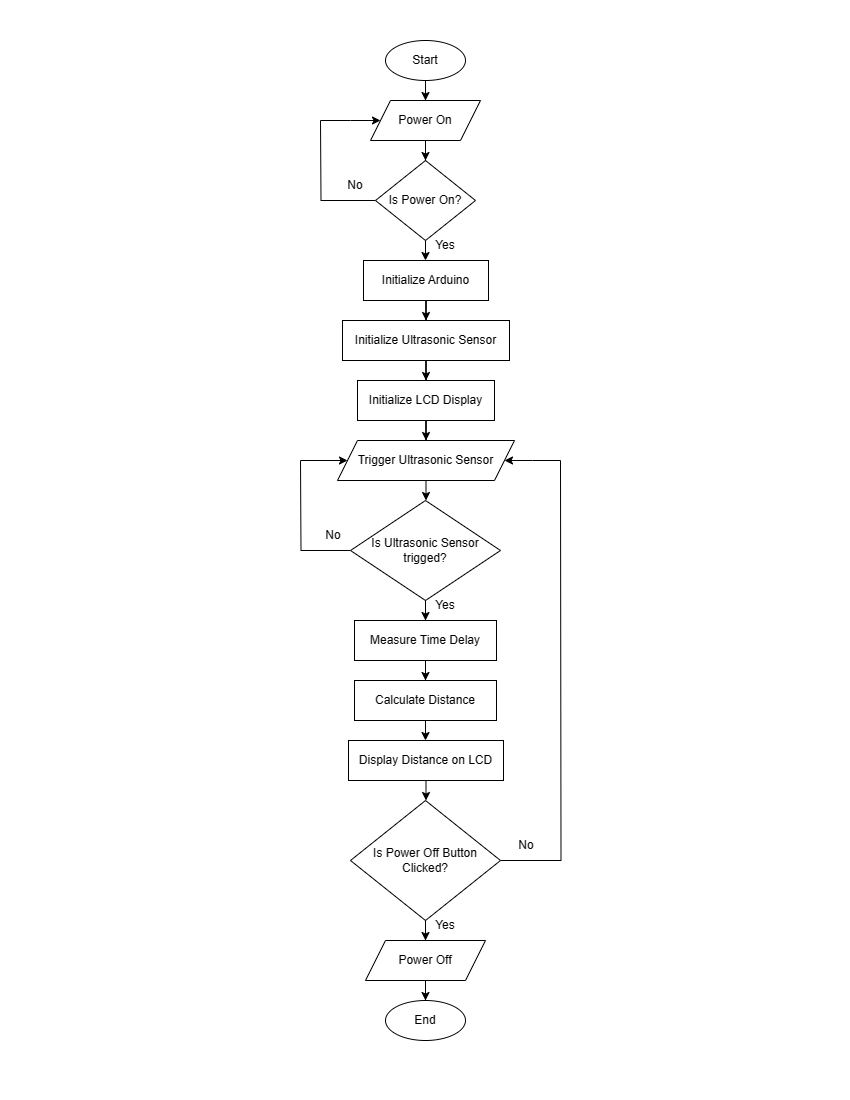 Start
Power On
No
Is Power On?
Yes
Initialize Arduino
Initialize Ultrasonic Sensor
Initialize LCD Display
Trigger Ultrasonic Sensor
No
Is Ultrasonic Sensor
trigged?
Yes
Measure Time Delay
Calculate Distance
Display Distance on LCD
Is Power Off Button
Clicked?
No
Yes
Power Off
End